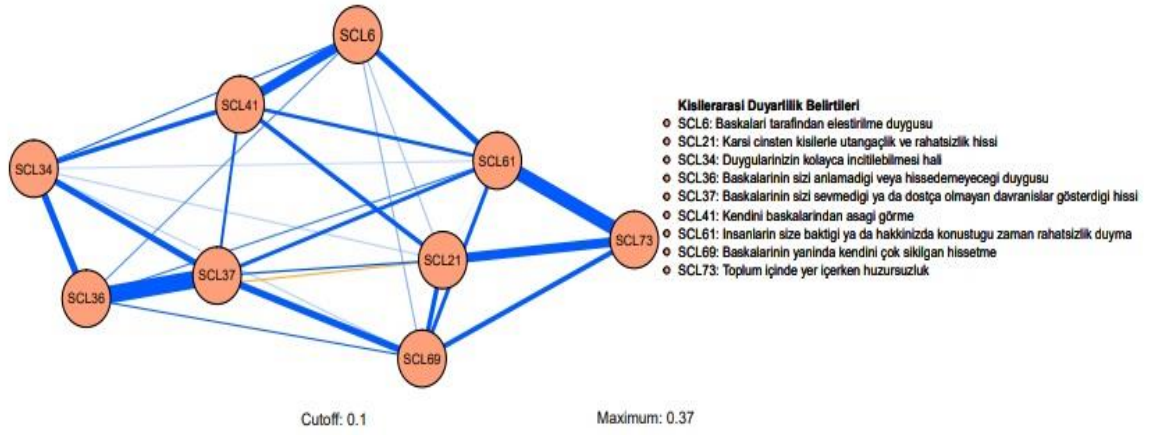 SCL6
SCL41
SCL61
SCL34
SCL73
SCL21
SCL37
SCL36
SCL69
Kisilerarasi Duyarlilik Belirtileri
SCL6: Baskalari tarafindan elestirilme duygusu
SCL21: Karsi cinsten kisilerle utangaçlik ve rahatsizlik hissi
SCL34: Duygularinizin kolayca incitilebilmesi hali
SCL36: Baskalarinin sizi anlamadigi veya hissedemeyecegi duygusu
SCL37: Baskalarinin sizi sevmedigi ya da dostça olmayan davranislar gösterdigi hissi
SCL41: Kendini baskalarindan asagi görme
SCL61: Insanlarin size baktigi ya da hakkinizda konustugu zaman rahatsizlik duyma
SCL69: Baskalarinin yaninda kendini çok sikilgan hissetme
SCL73: Toplum içinde yer içerken huzursuzluk
Cutoff: 0.1
Maximum: 0.37